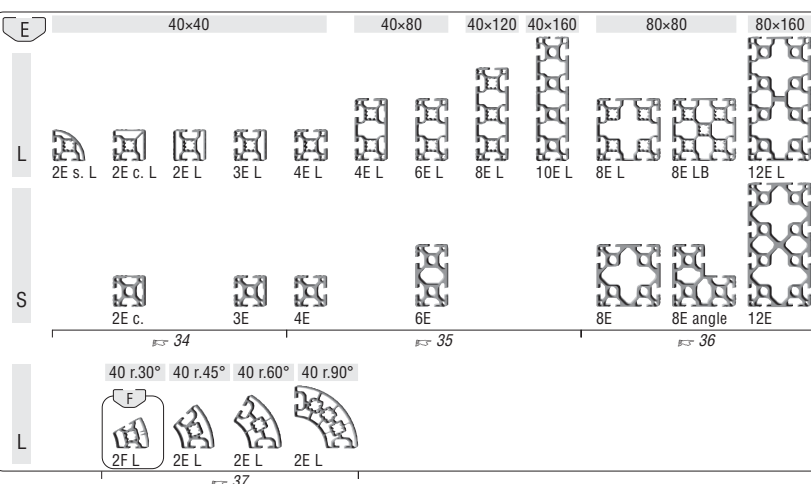 E
40×40 40×80 40×120 40×160 80×80 80×160
L
2E s. L 2E c. L 2E L 3E L 4E L 4E L 6E L 8E L 10E L 8E L 8E LB 12E L
S
2E c. 3E 4E 6E 8E 8E angle 12E
34 35 36
40 r.30° 40 r.45° 40 r.60° 40 r.90°
F
L
2F L 2E L 2E L 2E L
37